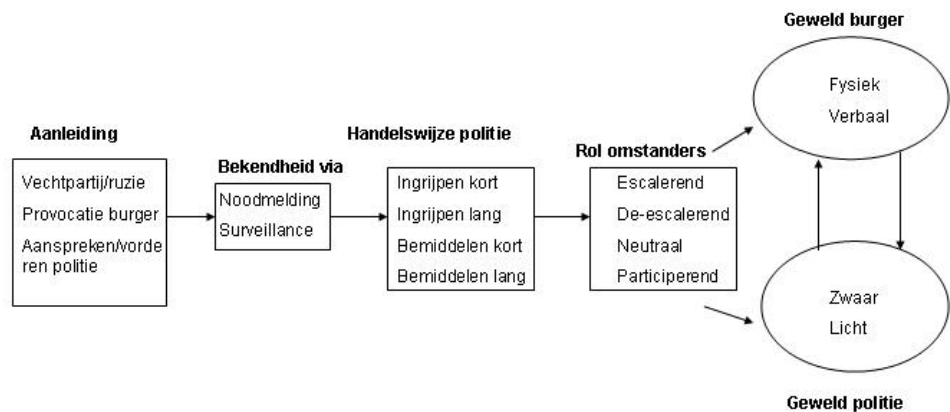 Geweld burger
Fysiek
Verbaal
Aanleiding
Vechtpartij/ruzie
Provocatie burger
Aanspreken/vorde
ren politie
Bekendheid via
Noodmelding
Surveillance
Handelswijze politie
Ingrijpen kort
Ingrijpen lang
Bemiddelen kort
Bemiddelen lang
Rol omstanders
Escalerend
De-escalerend
Neutraal
Participerend
Zwaar
Licht
Geweld politie